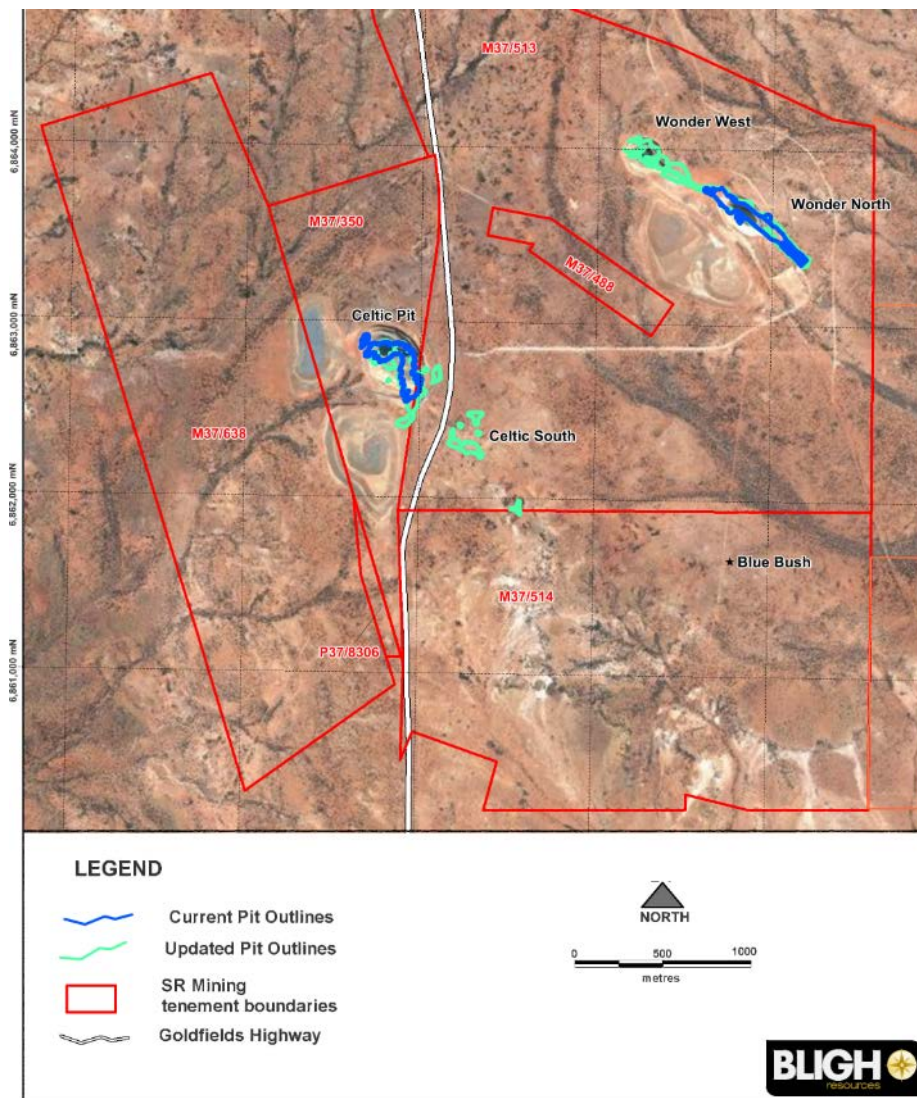 M37/513
Wonder West
6,864,000 mN
Wonder North
M37/350
M37/488
Celtic Pit
6,863,000 mN
M37/638
Celtic South
6,862,000 mN
Blue Bush
M37/514
P37/8306
6,861,000 mN
LEGEND
Current Pit Outlines
Updated Pit Outlines
SR Mining
tenement boundaries
Goldfields Highway
NORTH
0 500 1000
metres
BLIGH
resources